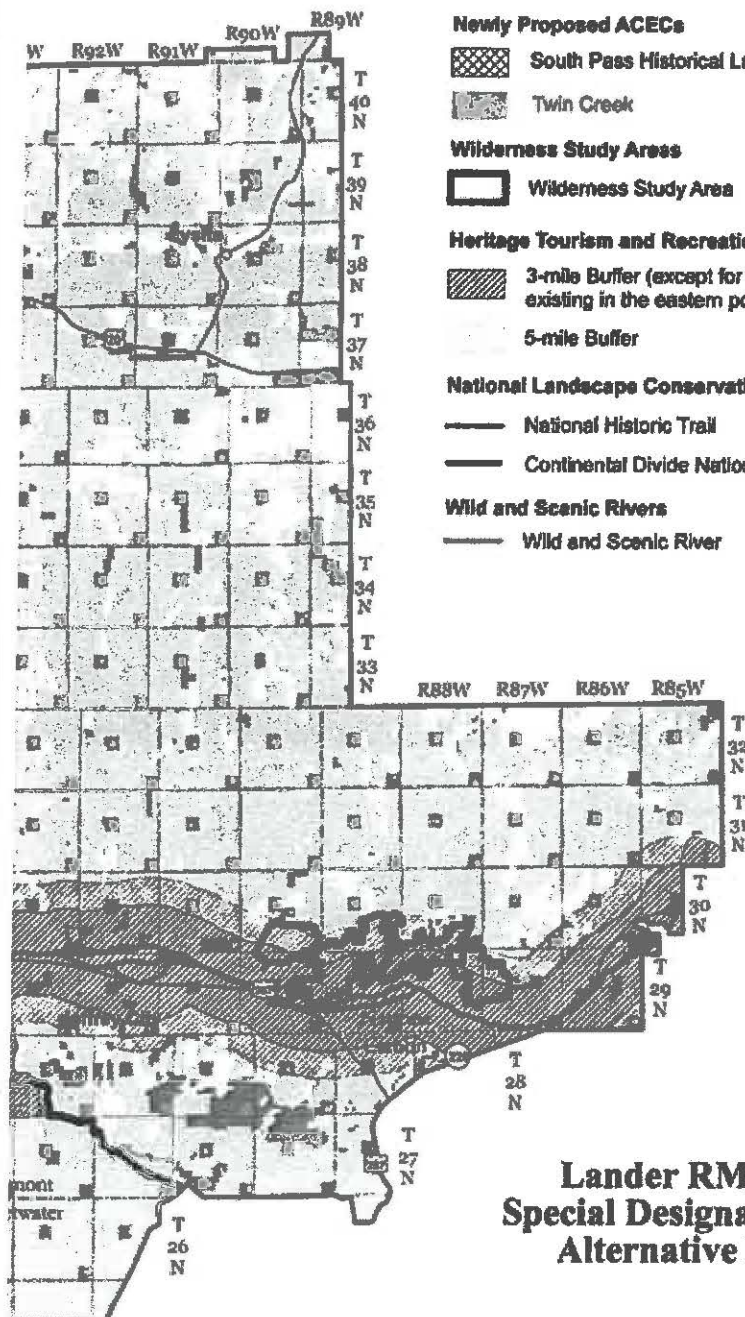 Newly Proposed ACECs
South Pass Historical La
Twin Creek
Wilderness Study Areas
Wilderness Study Area
Heritage Tourism and Recreatio
3-mile Buffer (except for
existing in the eastern po
5-mile Buffer
National Landscape Conservat
National Historic Trail
Continental Divide Nation
Wild and Scenic Rivers
Wild and Scenic River
W R92W R91W R90W R89W
T
40
N
T
39
N
T
38
N
T
37
N
T
36
N
T
35
N
T
34
N
T
33
N
R88W R87W R86W R85W
T
32
N
T
31
N
T
30
N
T
29
N
T
28
N
T
27
N
T
26
N
mont
twater
Lander RM
Special Designa
Alternative